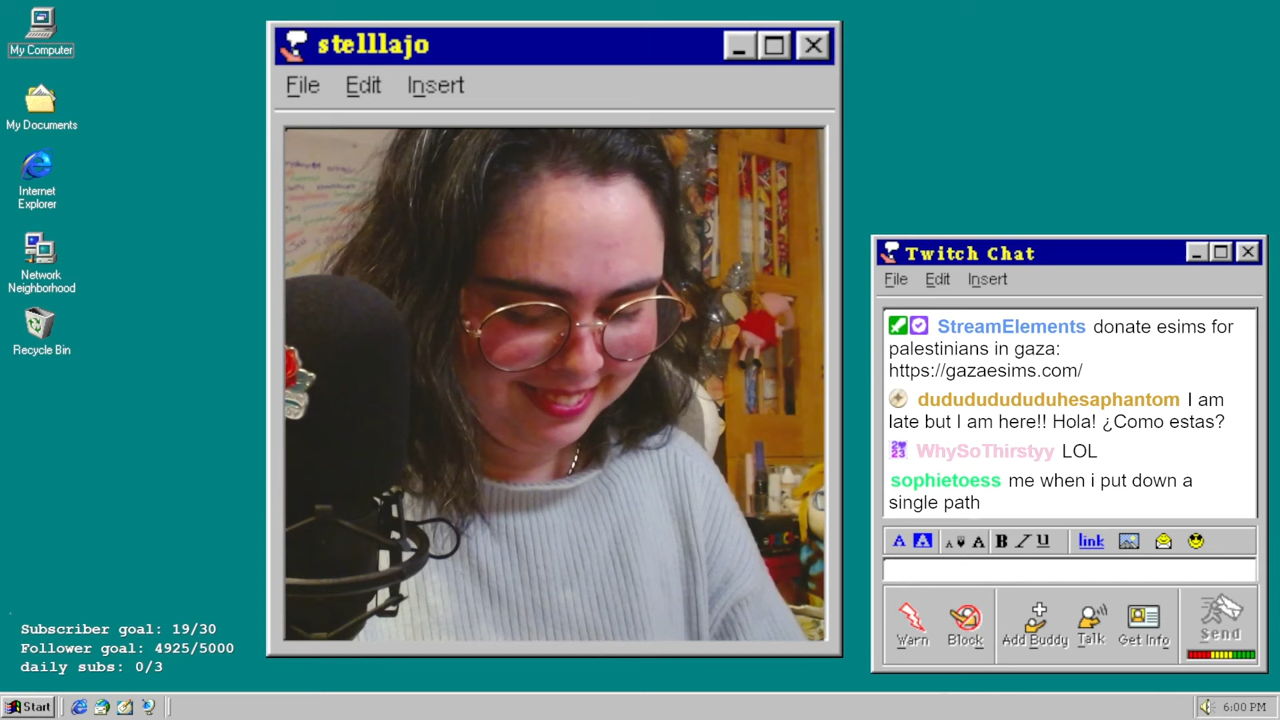 My Computer
My Documents
Internet
Explorer
Network
Neighborhood
Recycle Bin
stelllajo
File Edit Insert
Twitch Chat
File Edit Insert
StreamElements donate esims for
palestinians in gaza:
https://gazaesims.com/
dudududududuhesaphantom I am
late but I am here!! Hola! ¿Como estas?
WhySoThirstyy LOL
sophietoess me when i put down a
single path
A A A A B I U link
Warn Block Add Buddy Talk Get Info Send
Subscriber goal: 19/30
Follower goal: 4925/5000
daily subs: 0/3
Start
6:00 PM